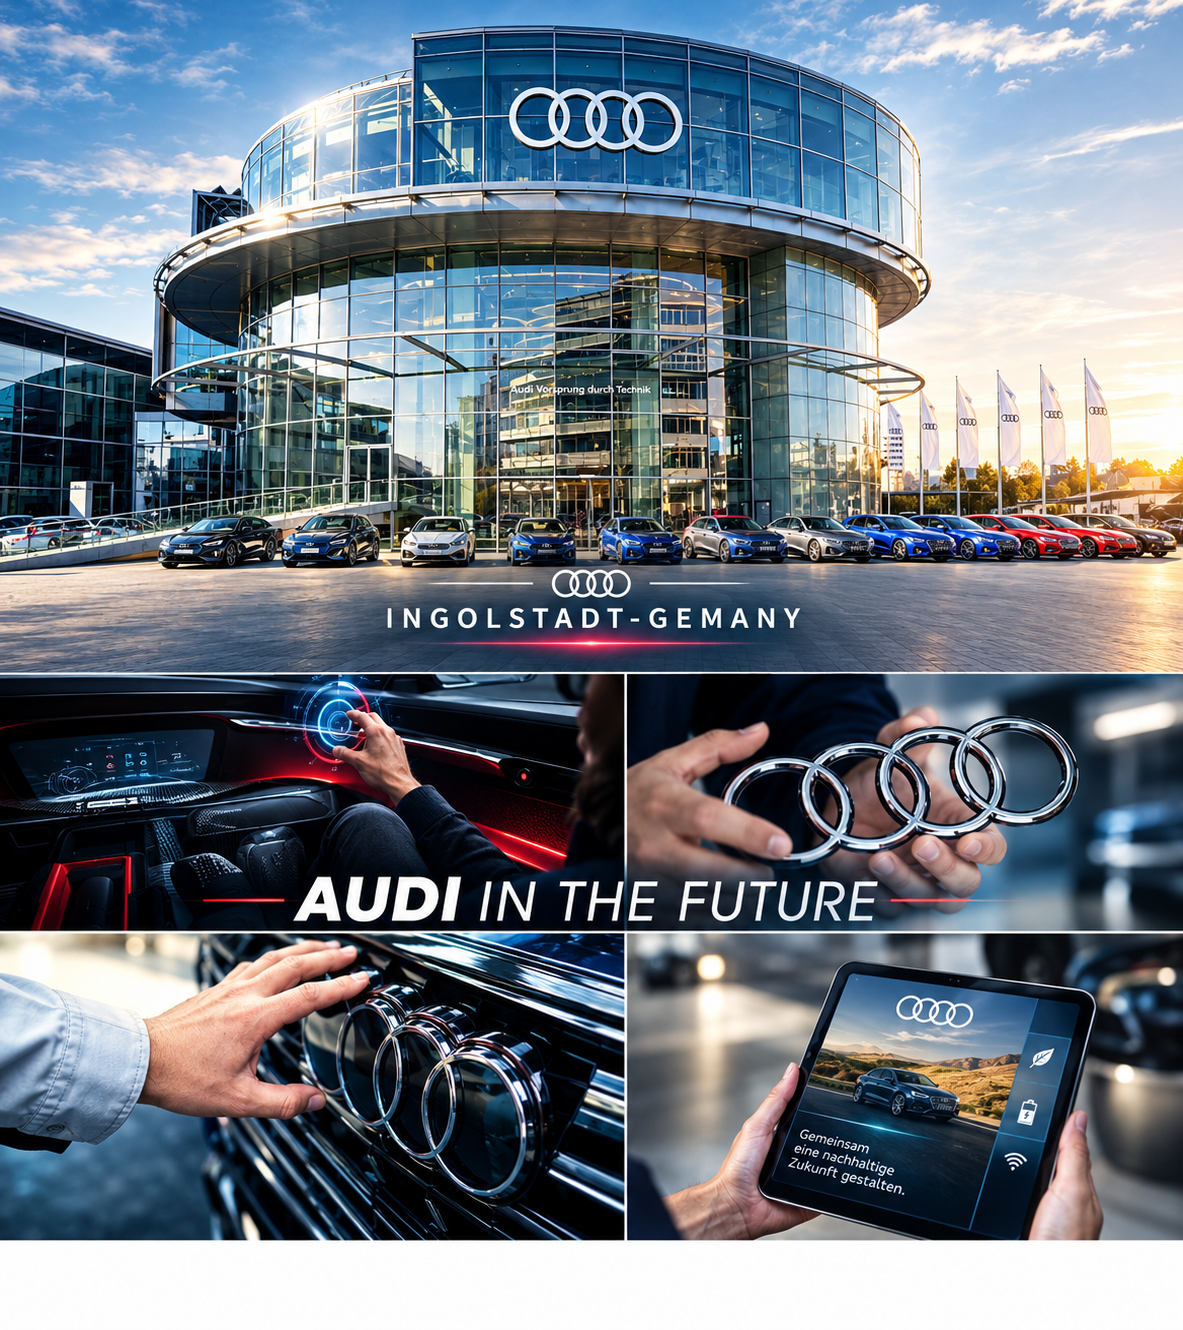 Audi Vorsprung durch Technik
INGOLSTADT-GEMANY
AUDI IN THE FUTURE
Gemeinsam
eine nachhaltige
Zukunft gestalten.